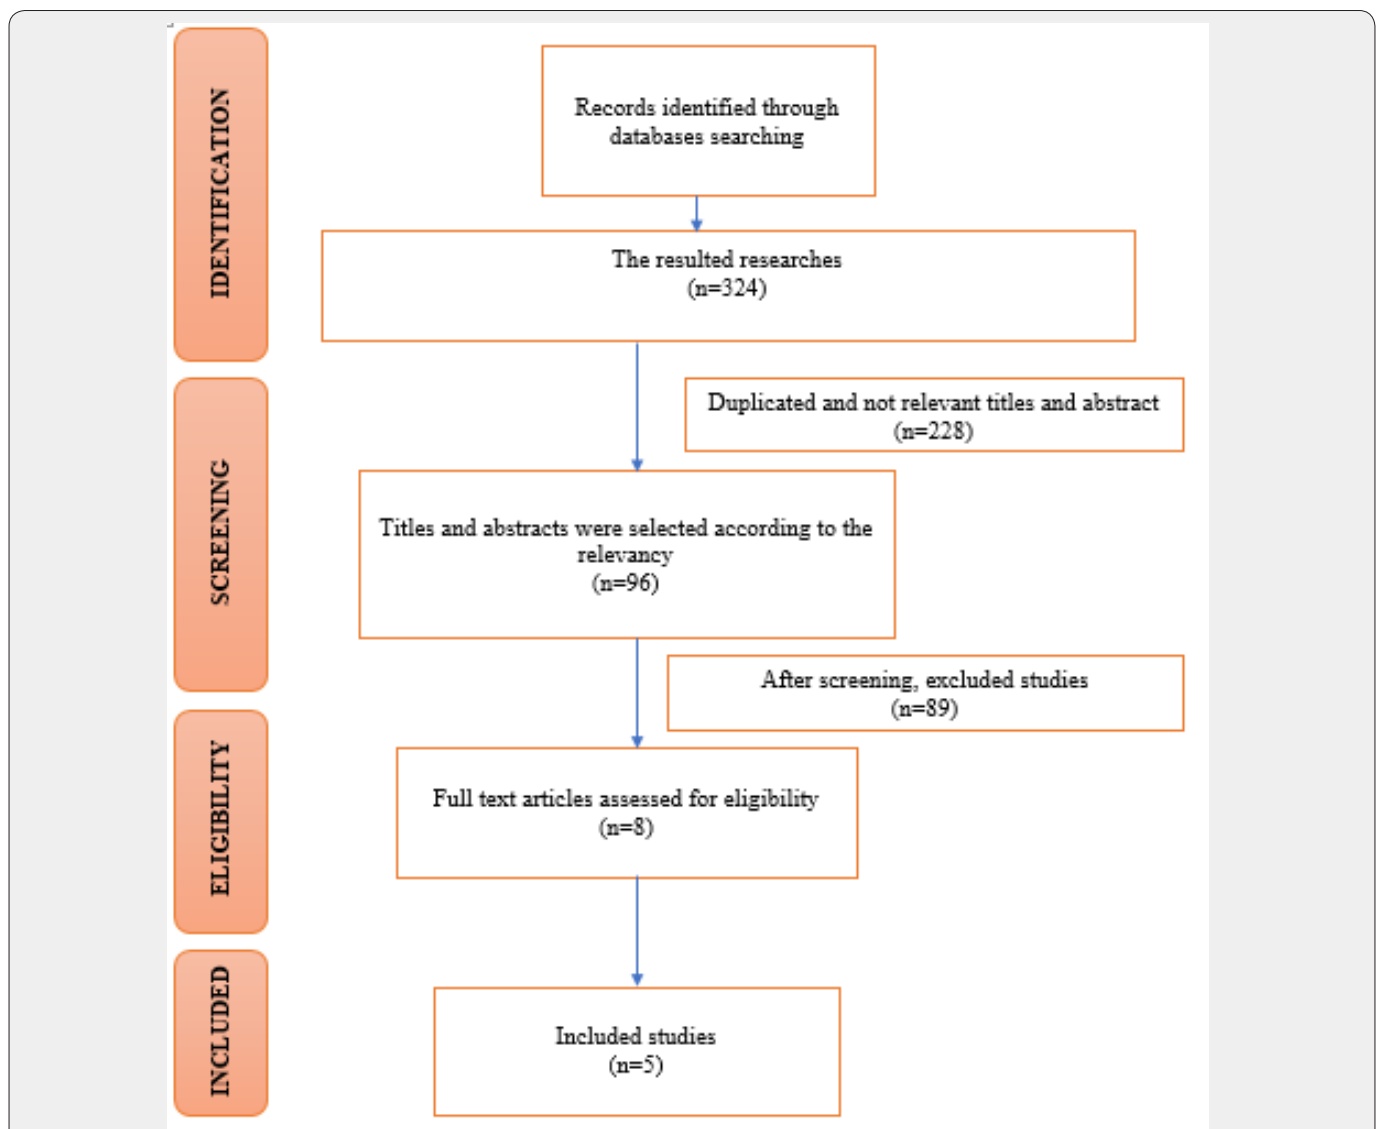 IDENTIFICATION
Records identified through
databases searching
The resulted researches
(n=324)
SCREENING
Duplicated and not relevant titles and abstract
(n=228)
Titles and abstracts were selected according to the
relevancy
(n=96)
After screening, excluded studies
(n=89)
ELIGIBILITY
Full text articles assessed for eligibility
(n=8)
INCLUDED
Included studies
(n=5)